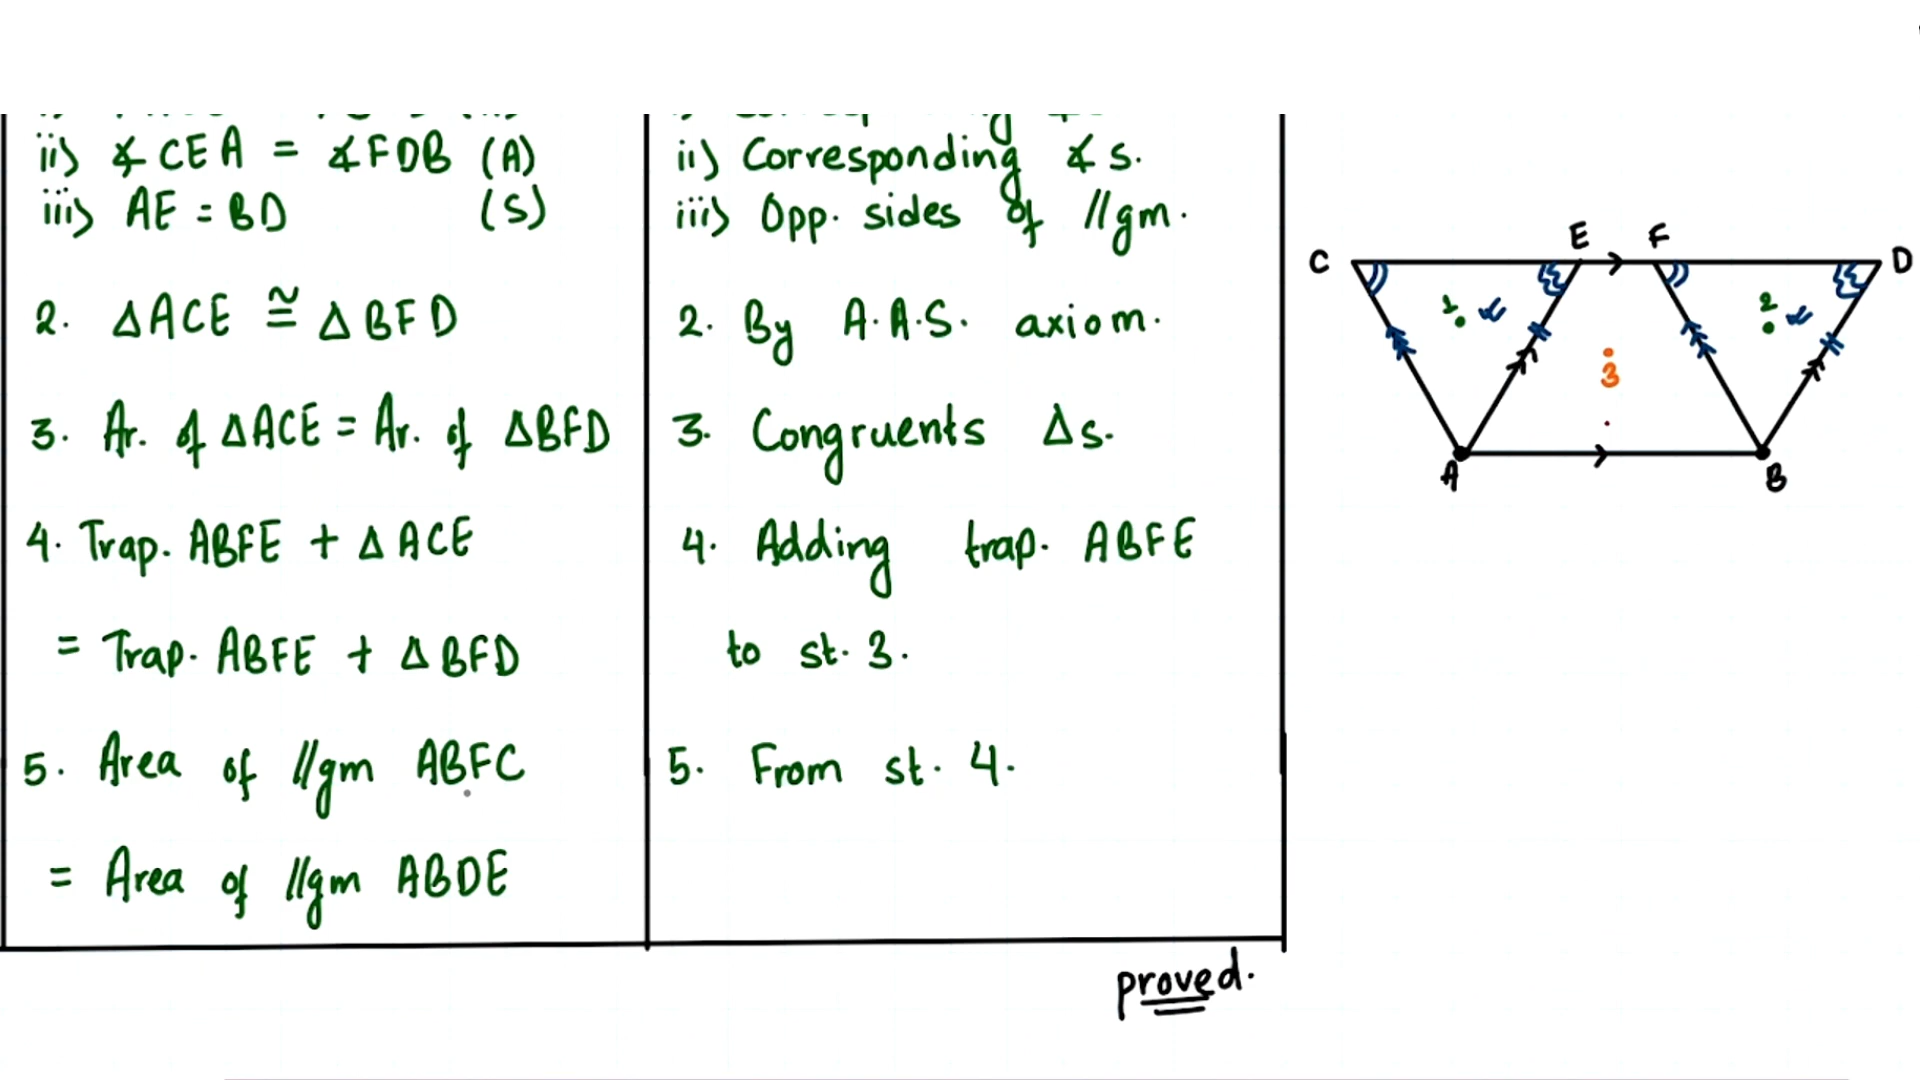 ii) ∡CEA = ∡FDB (A)
iii) AE = BD (S)
2. ΔACE ≅ ΔBFD
3. Ar. of ΔACE = Ar. of ΔBFD
4. Trap. ABFE + ΔACE
= Trap. ABFE + ΔBFD
5. Area of //gm ABFC
= Area of //gm ABDE
ii) Corresponding ∡s.
iii) Opp. sides of //gm.
2. By A.A.S. axiom.
3. Congruents Δs.
4. Adding trap. ABFE
to st. 3.
5. From st. 4.
proved.
C E F D
1 2
3
A B